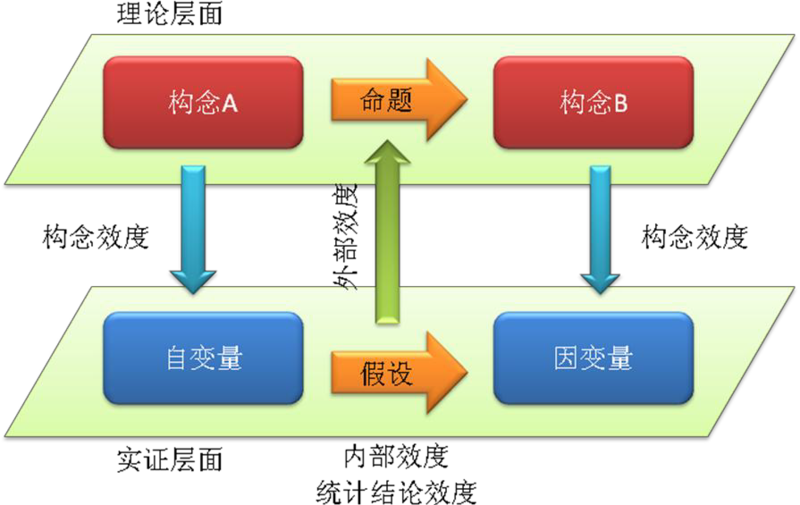 理论层面
构念A
命题
构念B
构念效度
外部效度
构念效度
自变量
假设
因变量
实证层面
内部效度
统计结论效度